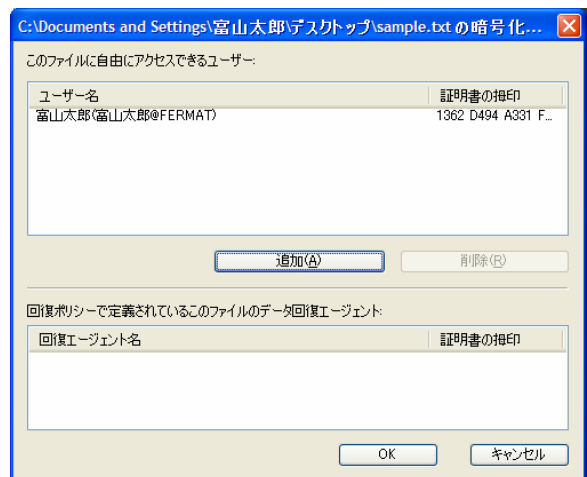 C:\Documents and Settings\富山太郎\デスクトップ\sample.txt の暗号化...
このファイルに自由にアクセスできるユーザー:
ユーザー名 証明書の拇印
富山太郎(富山太郎@FERMAT) 1362 D494 A331 F...
追加(A) 削除(R)
回復ポリシーで定義されているこのファイルのデータ回復エージェント:
回復エージェント名 証明書の拇印
OK キャンセル